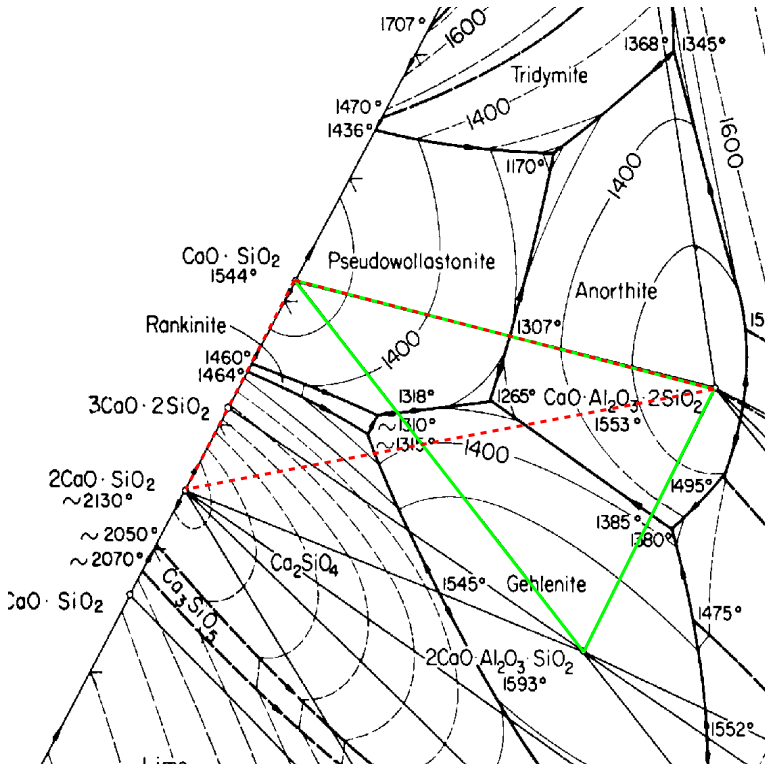 1707°
1600
1368°
1345°
Tridymite
1470°
1400
1436°
1170°
1600
1400
CaO·SiO₂
1544°
Pseudowollastonite
Anorthite
Rankinite
1307°
15
1460°
1464°
1400
3CaO·2SiO₂
1318°
1265°
CaO·Al₂O₃·2SiO₂
~1310°
1553°
~1315°
1400
2CaO·SiO₂
~2130°
1495°
1385°
1380°
~2050°
~2070°
Ca₂SiO₄
1545°
Gehlenite
CaO·SiO₂
Ca₃SiO₅
1475°
2CaO·Al₂O₃·SiO₂
1593°
1552°